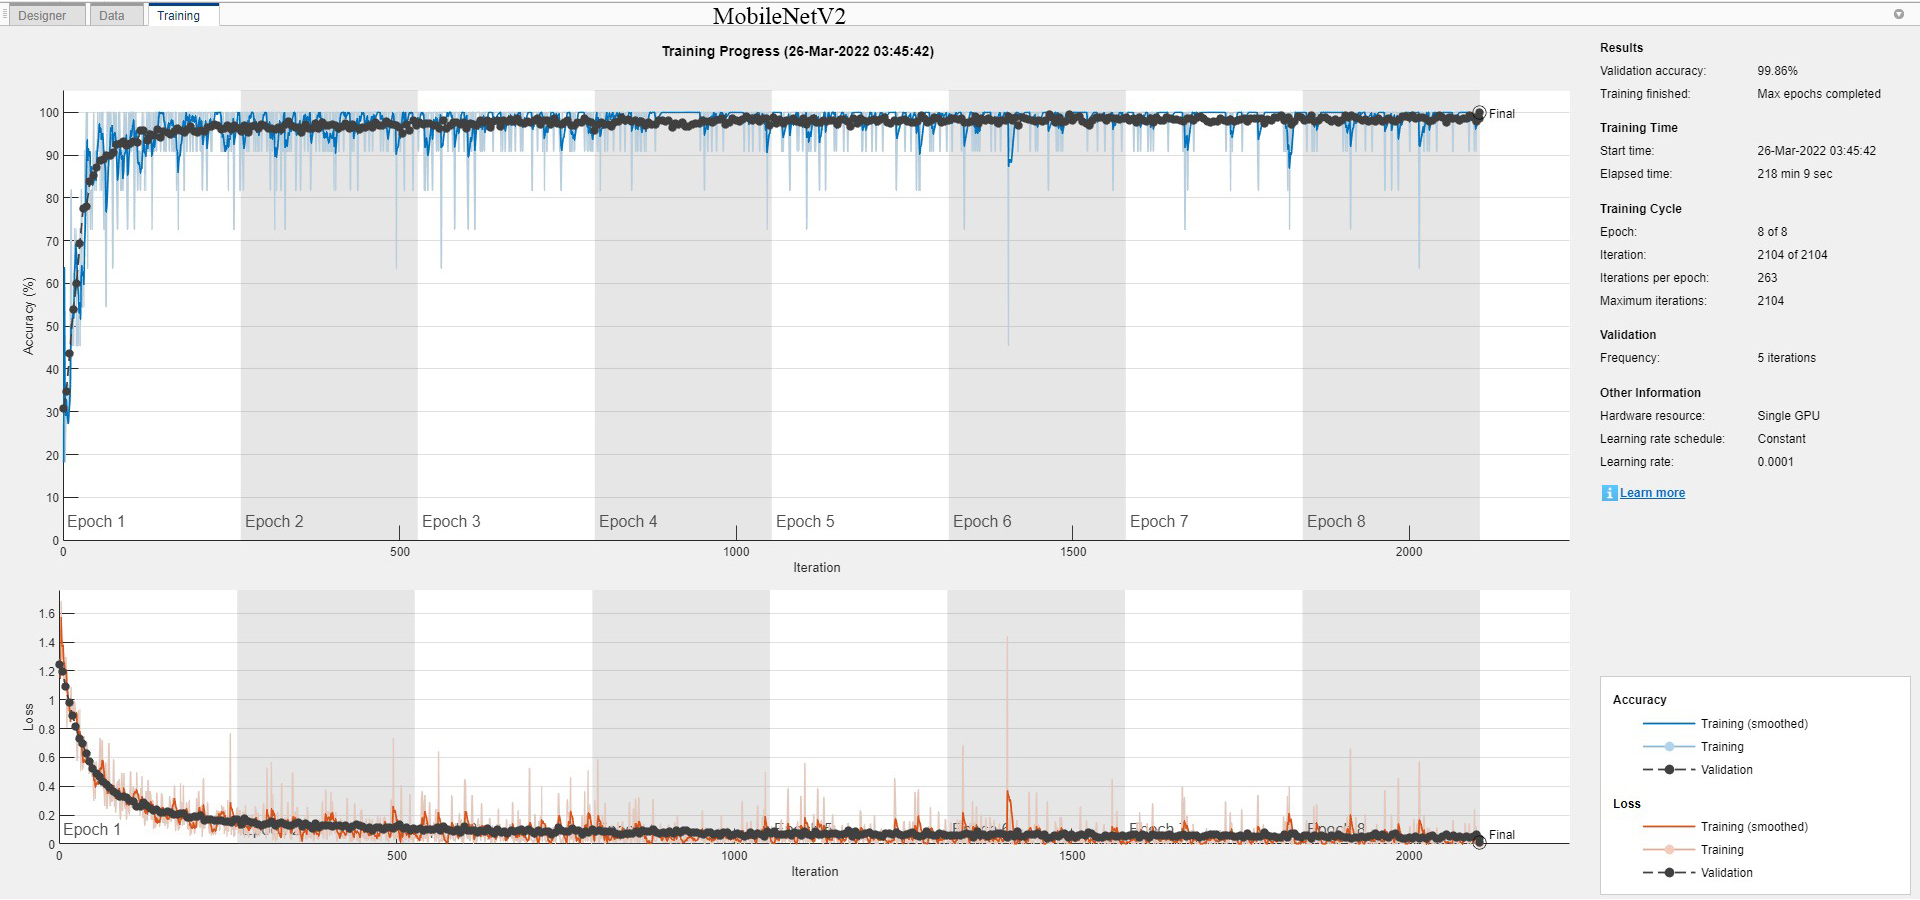 Designer
Data
Training
MobileNetV2
Training Progress (26-Mar-2022 03:45:42)
100
90
80
70
60
50
40
30
20
10
0
Accuracy (%)
Epoch 1
Epoch 2
Epoch 3
Epoch 4
Epoch 5
Epoch 6
Epoch 7
Epoch 8
Final
0
500
1000
1500
2000
Iteration
1.6
1.4
1.2
1
0.8
0.6
0.4
0.2
0
Loss
Epoch 1
Final
0
500
1000
1500
2000
Iteration
Results
Validation accuracy: 99.86%
Training finished: Max epochs completed
Training Time
Start time: 26-Mar-2022 03:45:42
Elapsed time: 218 min 9 sec
Training Cycle
Epoch: 8 of 8
Iteration: 2104 of 2104
Iterations per epoch: 263
Maximum iterations: 2104
Validation
Frequency: 5 iterations
Other Information
Hardware resource: Single GPU
Learning rate schedule: Constant
Learning rate: 0.0001
i Learn more
Accuracy
Training (smoothed)
Training
Validation
Loss
Training (smoothed)
Training
Validation